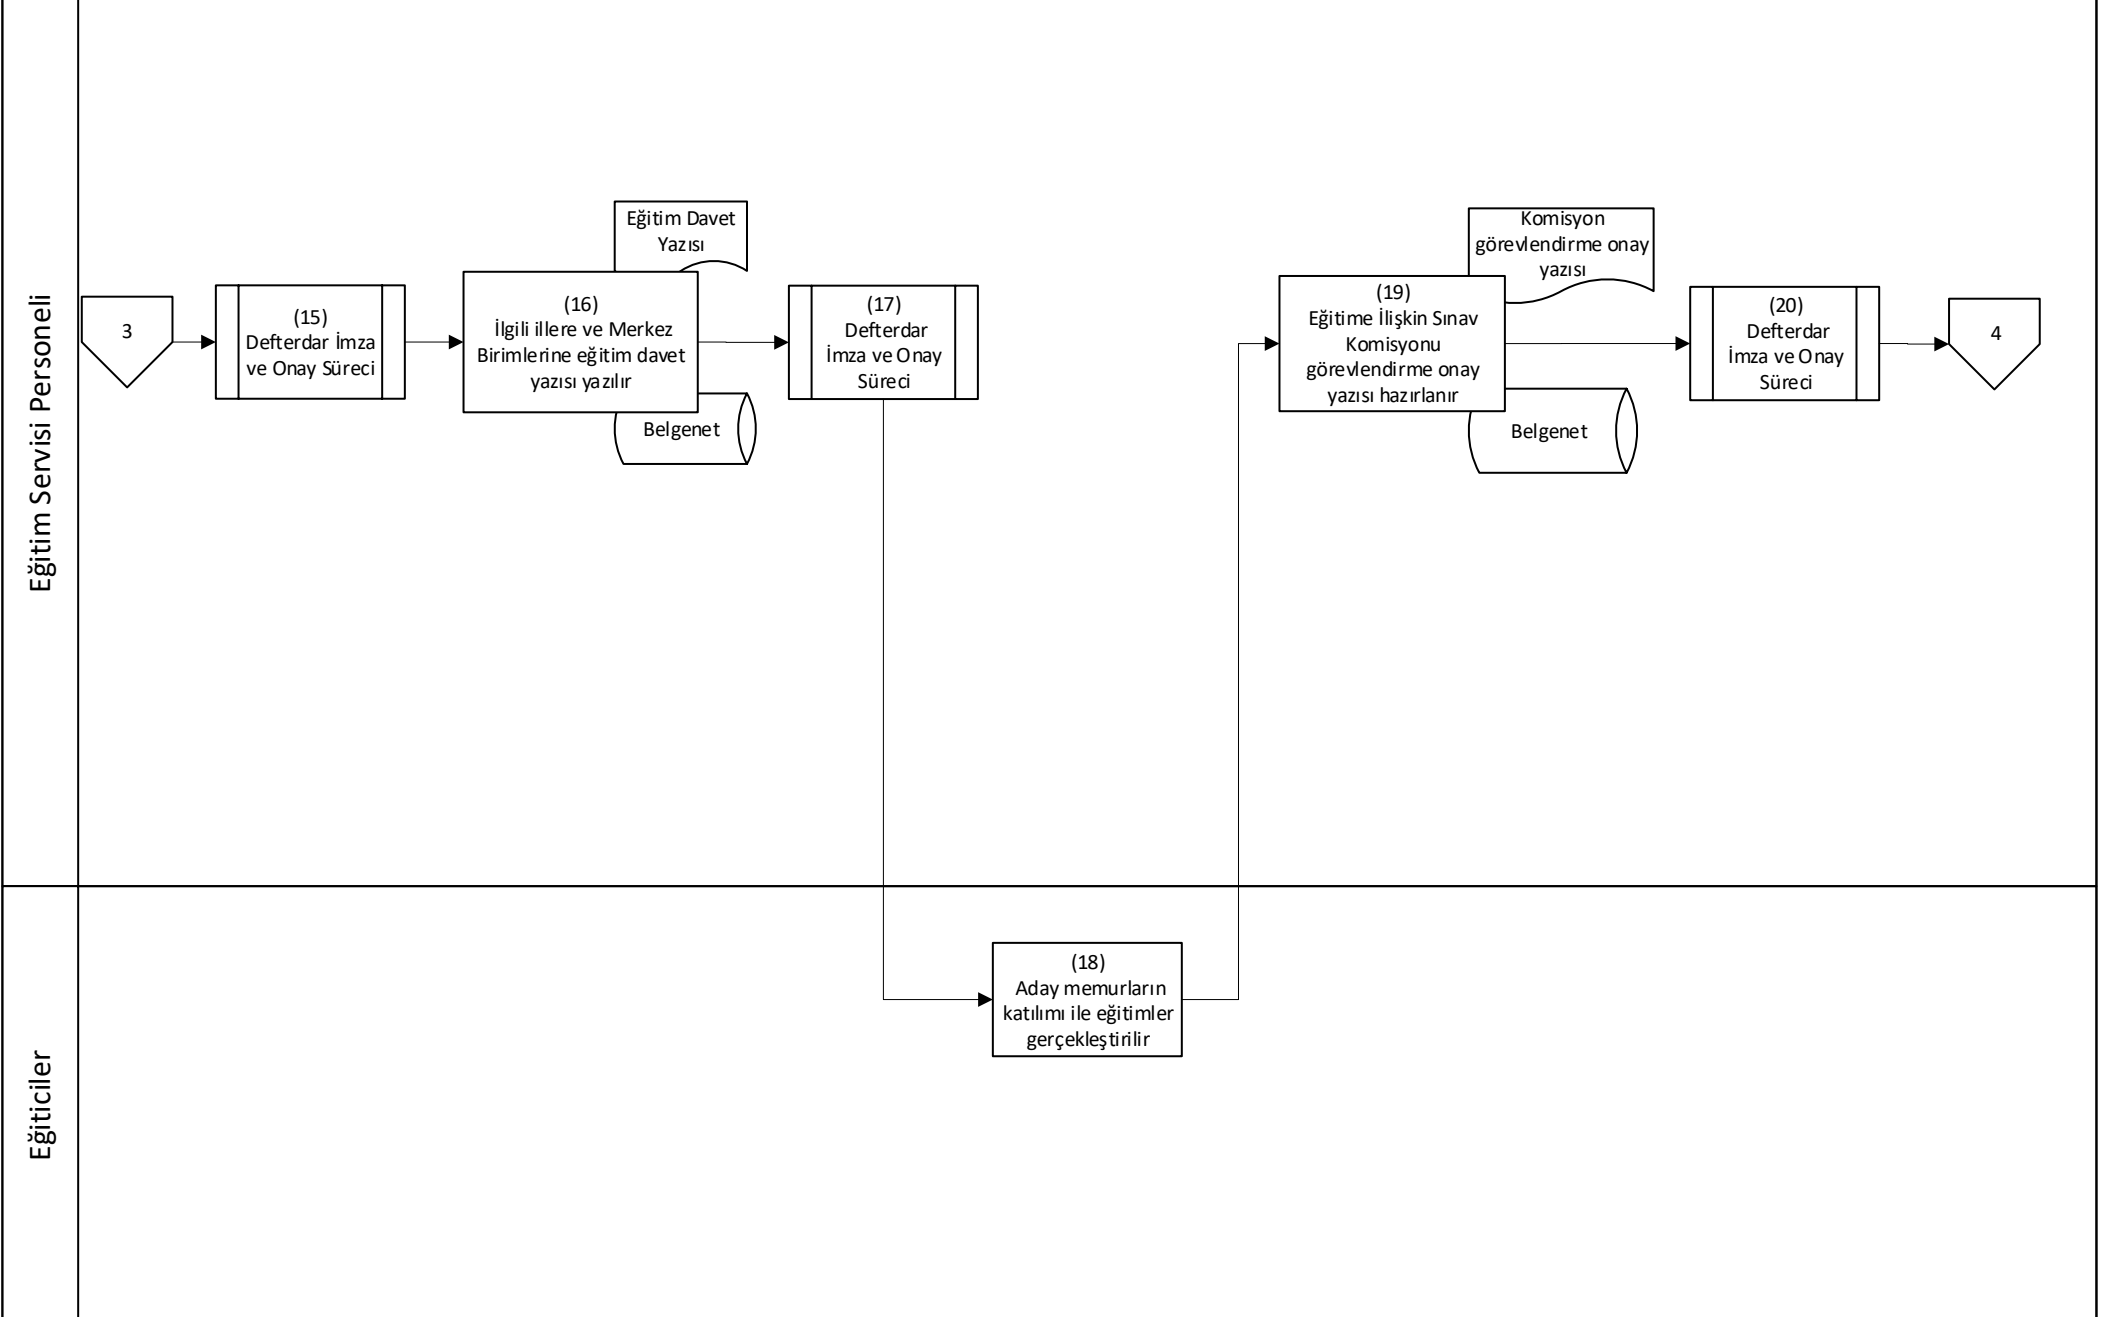 Eğitim Servisi Personeli
3
(15)
Defterdar İmza
ve Onay Süreci
Eğitim Davet
Yazısı
(16)
İlgili illere ve Merkez
Birimlerine eğitim davet
yazısı yazılır
Belgenet
(17)
Defterdar
İmza ve Onay
Süreci
Komisyon
görevlendirme onay
yazısı
(19)
Eğitime İlişkin Sınav
Komisyonu
görevlendirme onay
yazısı hazırlanır
Belgenet
(20)
Defterdar
İmza ve Onay
Süreci
4
Eğiticiler
(18)
Aday memurların
katılımı ile eğitimler
gerçekleştirilir